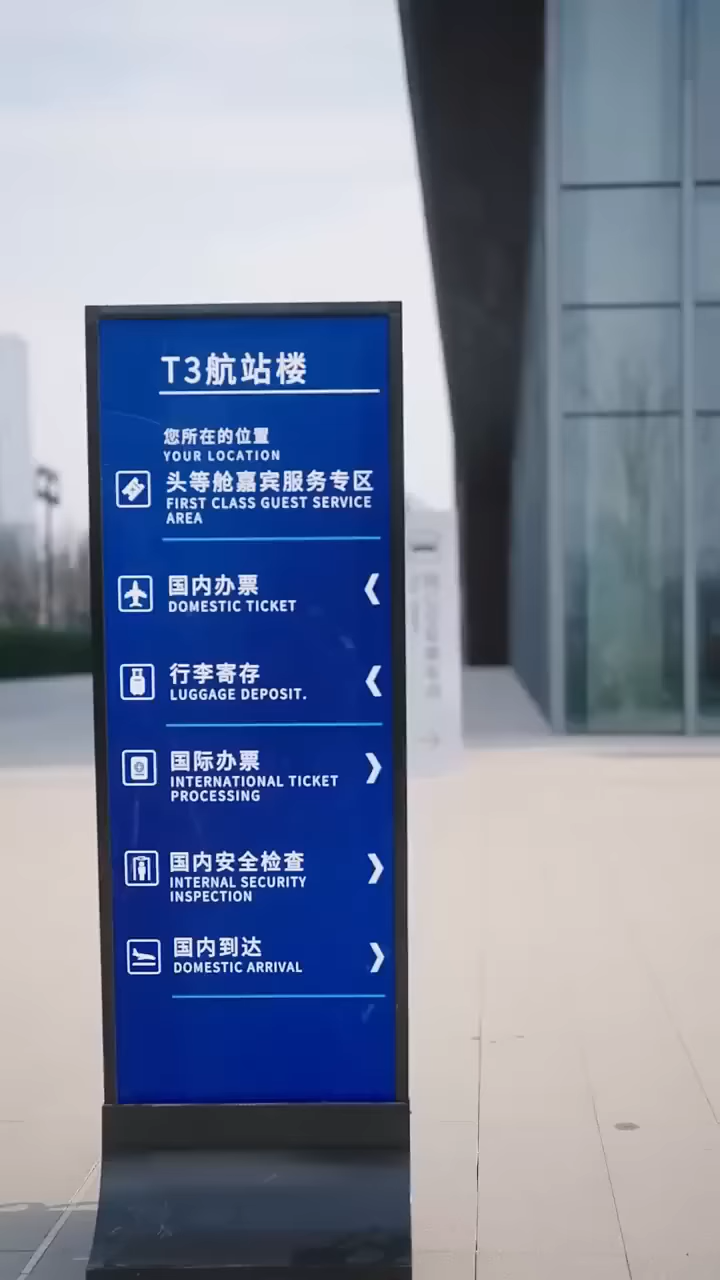 T3航站楼
您所在的位置
YOUR LOCATION
头等舱嘉宾服务专区
FIRST CLASS GUEST SERVICE
AREA
国内办票
DOMESTIC TICKET
行李寄存
LUGGAGE DEPOSIT.
国际办票
INTERNATIONAL TICKET
PROCESSING
国内安全检查
INTERNAL SECURITY
INSPECTION
国内到达
DOMESTIC ARRIVAL